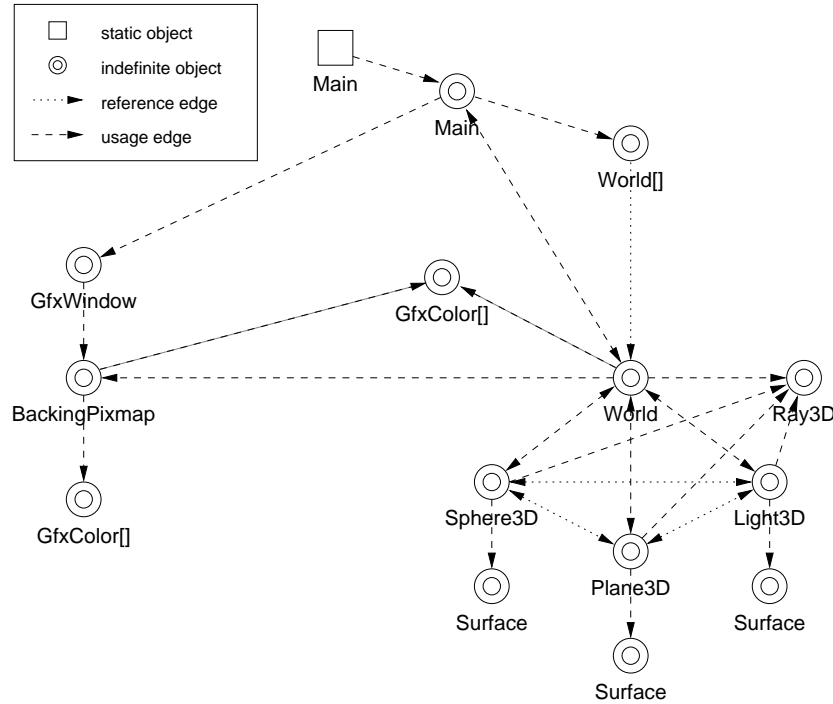 static object
indefinite object
reference edge
usage edge
Main
Main
World[]
GfxWindow
GfxColor[]
BackingPixmap
World
Ray3D
GfxColor[]
Sphere3D
Light3D
Plane3D
Surface
Surface
Surface